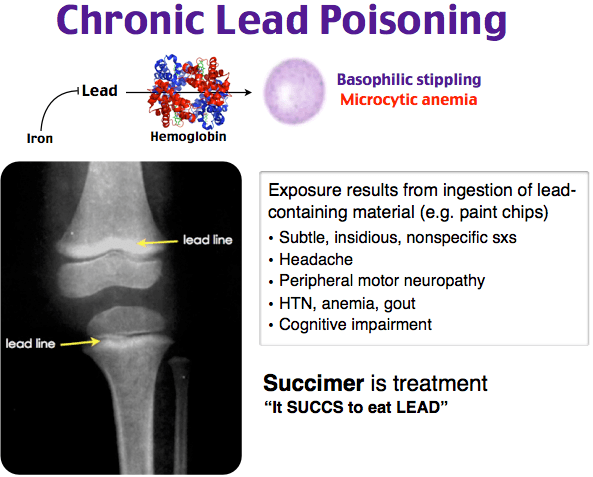 Chronic Lead Poisoning
Lead
Iron
Hemoglobin
Basophilic stippling
Microcytic anemia
lead line
lead line
Exposure results from ingestion of lead-
containing material (e.g. paint chips)
• Subtle, insidious, nonspecific sxs
• Headache
• Peripheral motor neuropathy
• HTN, anemia, gout
• Cognitive impairment
Succimer is treatment
“It SUCCS to eat LEAD”